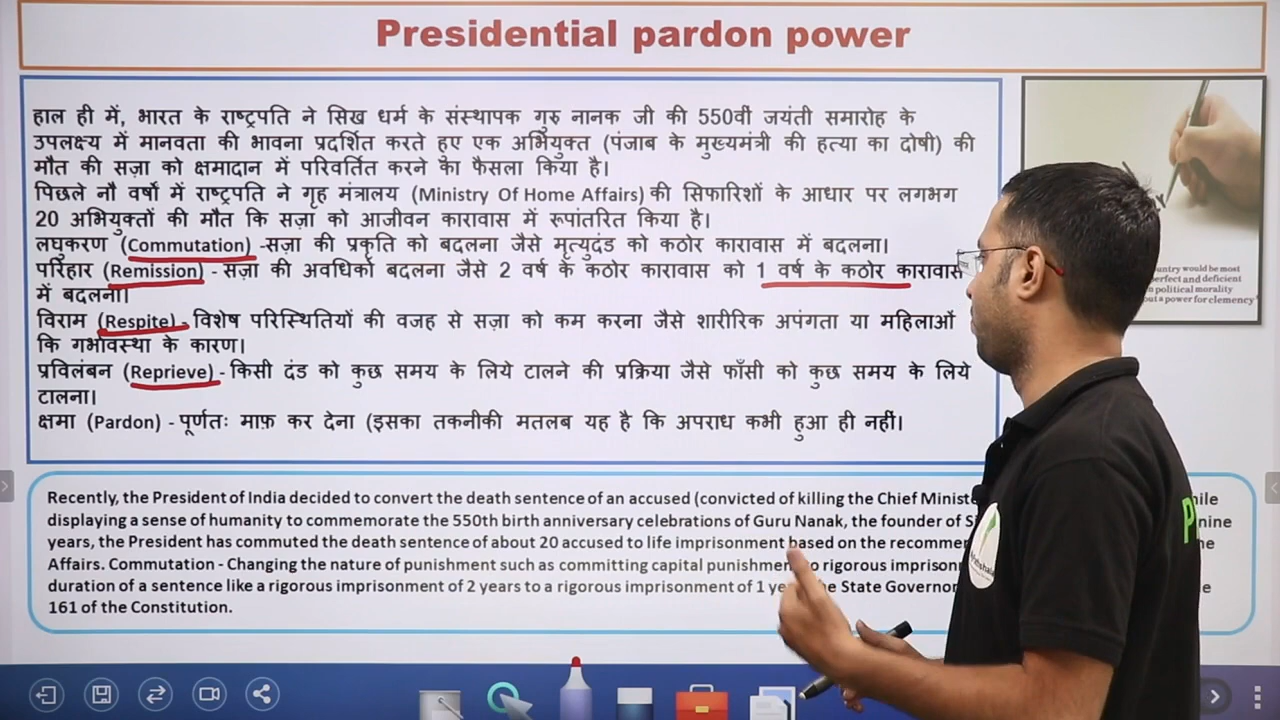 Presidential pardon power
हाल ही में, भारत के राष्ट्रपति ने सिख धर्म के संस्थापक गुरु नानक जी की 550वीं जयंती समारोह के
उपलक्ष्य में मानवता की भावना प्रदर्शित करते हुए एक अभियुक्त (पंजाब के मुख्यमंत्री की हत्या का दोषी) की
मौत की सज़ा को क्षमादान में परिवर्तित करने का फैसला किया है।
पिछले नौ वर्षों में राष्ट्रपति ने गृह मंत्रालय (Ministry Of Home Affairs) की सिफारिशों के आधार पर लगभग
20 अभियुक्तों की मौत कि सज़ा को आजीवन कारावास में रूपांतरित किया है।
लघुकरण (Commutation) -सज़ा की प्रकृति को बदलना जैसे मृत्युदंड को कठोर कारावास में बदलना।
परिहार (Remission) - सज़ा की अवधिको बदलना जैसे 2 वर्ष के कठोर कारावास को 1 वर्ष के कठोर कारावास
में बदलना।
विराम (Respite) - विशेष परिस्थितियों की वजह से सज़ा को कम करना जैसे शारीरिक अपंगता या महिलाओं
कि गर्भावस्था के कारण।
प्रविलंबन (Reprieve) - किसी दंड को कुछ समय के लिये टालने की प्रक्रिया जैसे फाँसी को कुछ समय के लिये
टालना।
क्षमा (Pardon) - पूर्णतः माफ़ कर देना (इसका तकनीकी मतलब यह है कि अपराध कभी हुआ ही नहीं।
untry would be most
perfect and deficient
n political morality
out a power for clemency
Recently, the President of India decided to convert the death sentence of an accused (convicted of killing the Chief Ministe
displaying a sense of humanity to commemorate the 550th birth anniversary celebrations of Guru Nanak, the founder of S nine
years, the President has commuted the death sentence of about 20 accused to life imprisonment based on the recommen
Affairs. Commutation - Changing the nature of punishment such as committing capital punishmen o rigorous imprison
duration of a sentence like a rigorous imprisonment of 2 years to a rigorous imprisonment of 1 ye he State Governor
161 of the Constitution.